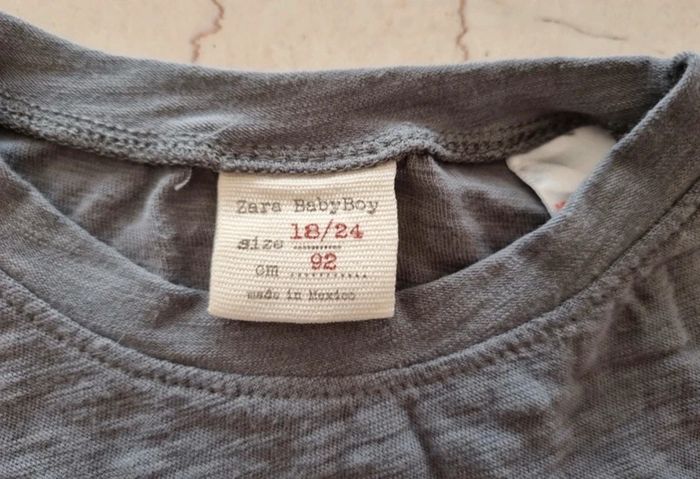 Zara BabyBoy
size 18/24
cm 92
made in Mexico